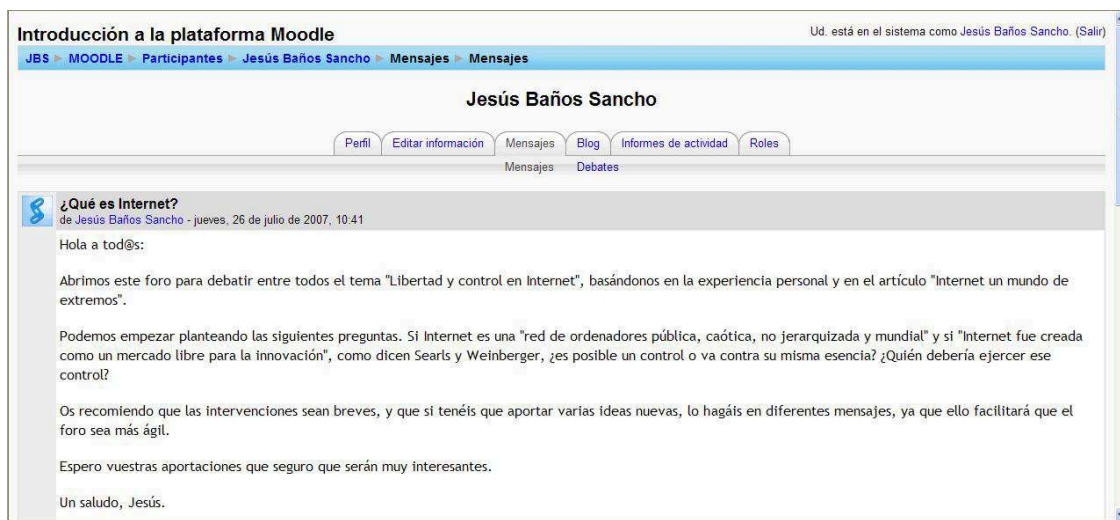 Introducción a la plataforma Moodle
Ud. está en el sistema como Jesús Baños Sancho. (Salir)
JBS ► MOODLE ► Participantes ► Jesús Baños Sancho ► Mensajes ► Mensajes
Jesús Baños Sancho
Perfil Editar información Mensajes Blog Informes de actividad Roles
Mensajes Debates
¿Qué es Internet?
de Jesús Baños Sancho - jueves, 26 de julio de 2007, 10:41
Hola a tod@s:
Abrimos este foro para debatir entre todos el tema "Libertad y control en Internet", basándonos en la experiencia personal y en el artículo "Internet un mundo de
extremos".
Podemos empezar planteando las siguientes preguntas. Si Internet es una "red de ordenadores pública, caótica, no jerarquizada y mundial" y si "Internet fue creada
como un mercado libre para la innovación", como dicen Searls y Weinberger, ¿es posible un control o va contra su misma esencia? ¿Quién debería ejercer ese
control?
Os recomiendo que las intervenciones sean breves, y que si tenéis que aportar varias ideas nuevas, lo hagáis en diferentes mensajes, ya que ello facilitará que el
foro sea más ágil.
Espero vuestras aportaciones que seguro que serán muy interesantes.
Un saludo, Jesús.